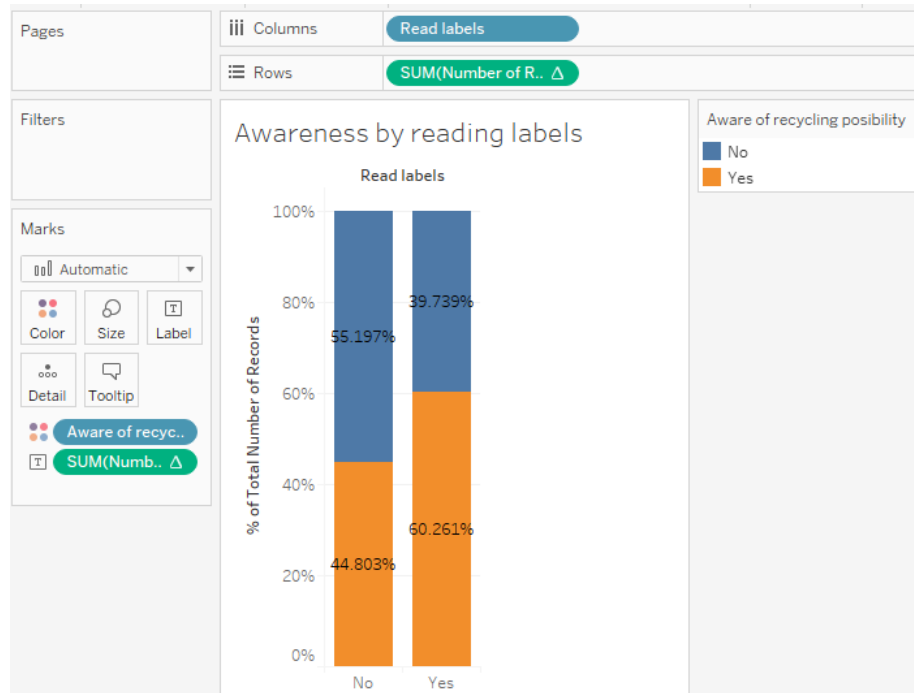 Pages
Columns
Read labels
Rows
SUM(Number of R.. Δ
Filters
Marks
Automatic
Color
Size
Label
Detail
Tooltip
Aware of recyc..
SUM(Numb.. Δ
Awareness by reading labels
Read labels
% of Total Number of Records
100%
80%
60%
40%
20%
0%
55.197%
39.739%
44.803%
60.261%
No
Yes
Aware of recycling posibility
No
Yes